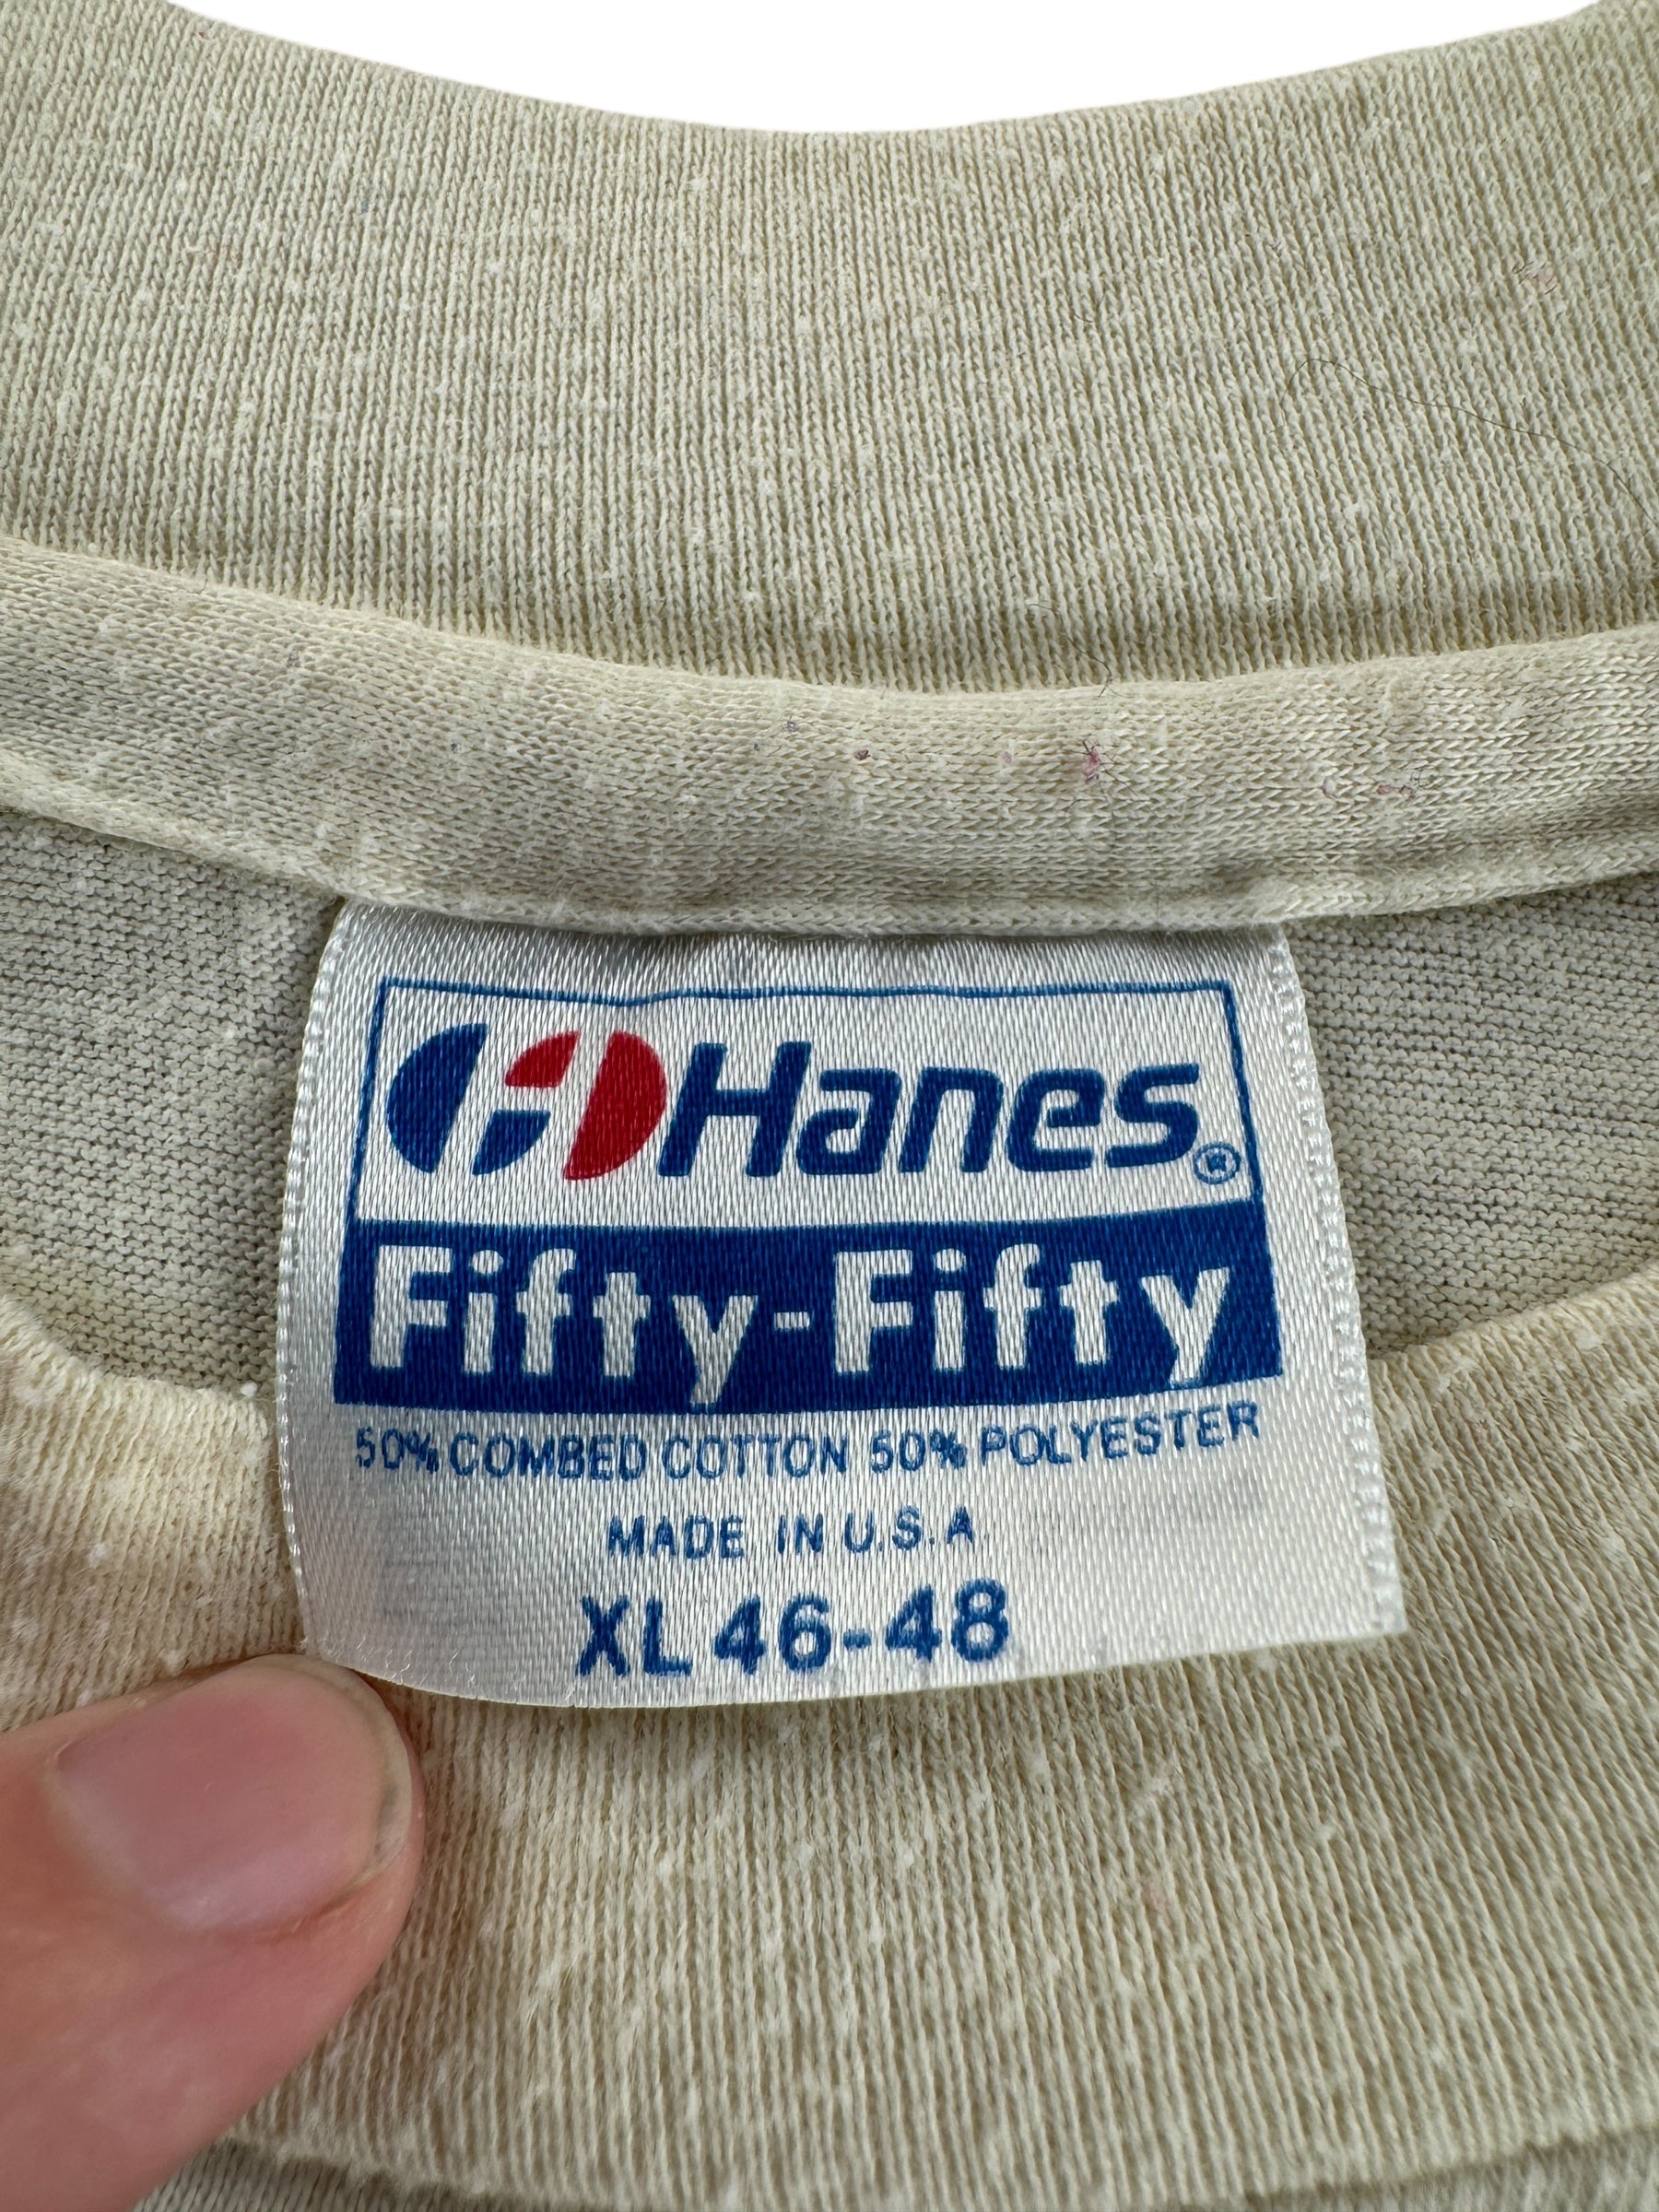 Hanes®
Fifty-Fifty
50% COMBED COTTON 50% POLYESTER
MADE IN U.S.A
XL 46-48